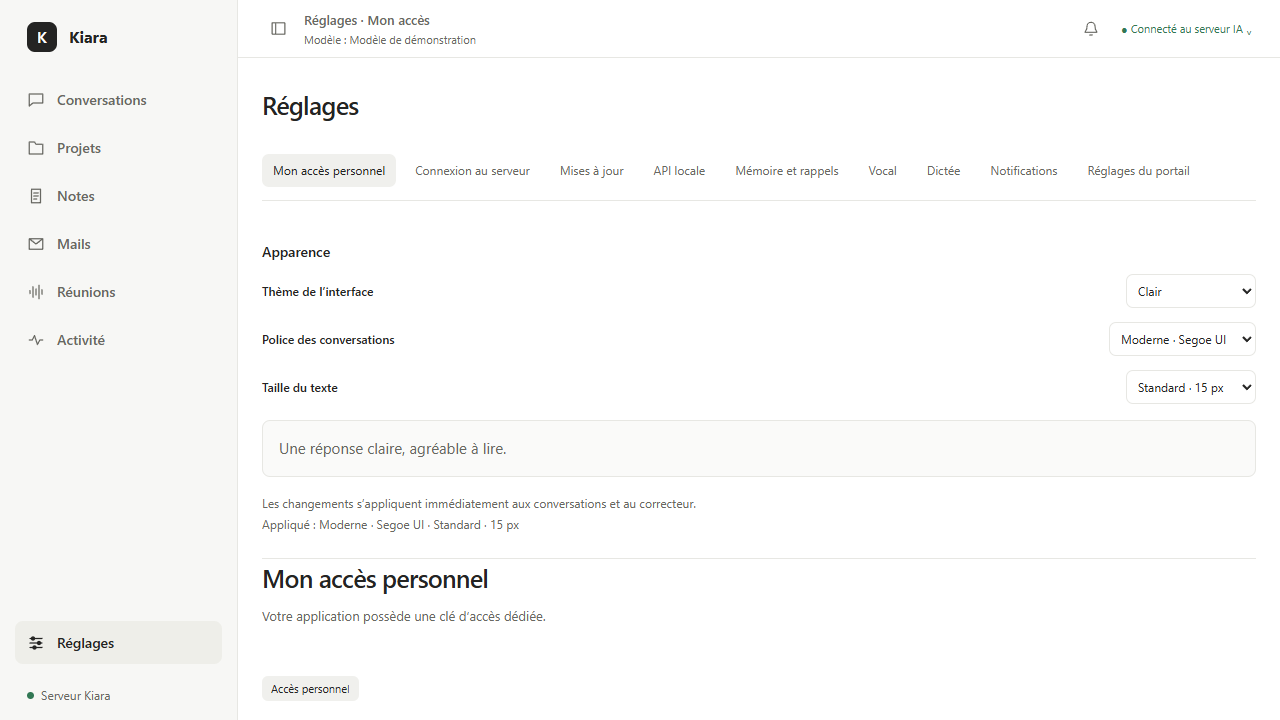 K Kiara
Conversations
Projets
Notes
Mails
Réunions
Activité
Réglages
Serveur Kiara
Réglages · Mon accès
Modèle : Modèle de démonstration
Connecté au serveur IA
Réglages
Mon accès personnel Connexion au serveur Mises à jour API locale Mémoire et rappels Vocal Dictée Notifications Réglages du portail
Apparence
Thème de l’interface Clair
Police des conversations Moderne · Segoe UI
Taille du texte Standard · 15 px
Une réponse claire, agréable à lire.
Les changements s’appliquent immédiatement aux conversations et au correcteur.
Appliqué : Moderne · Segoe UI · Standard · 15 px
Mon accès personnel
Votre application possède une clé d’accès dédiée.
Accès personnel